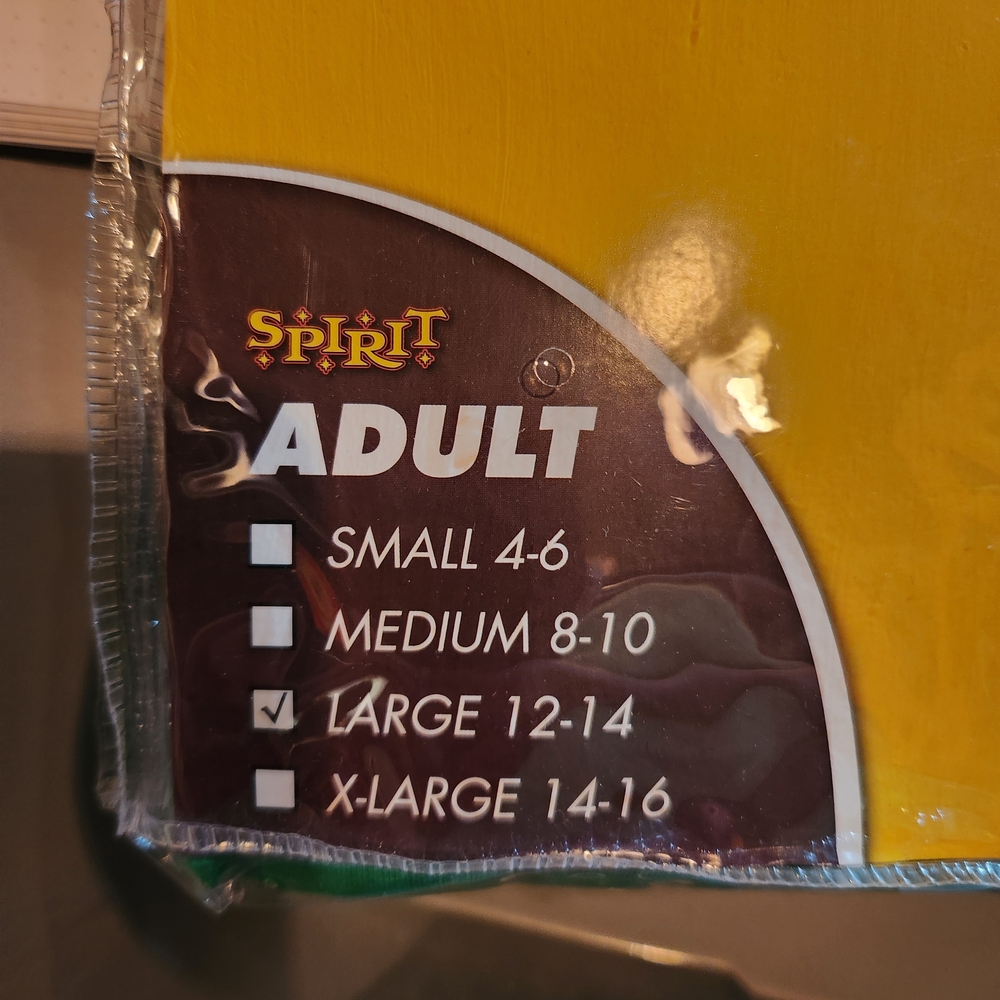 SPIRIT
ADULT
SMALL 4-6
MEDIUM 8-10
LARGE 12-14
X-LARGE 14-16